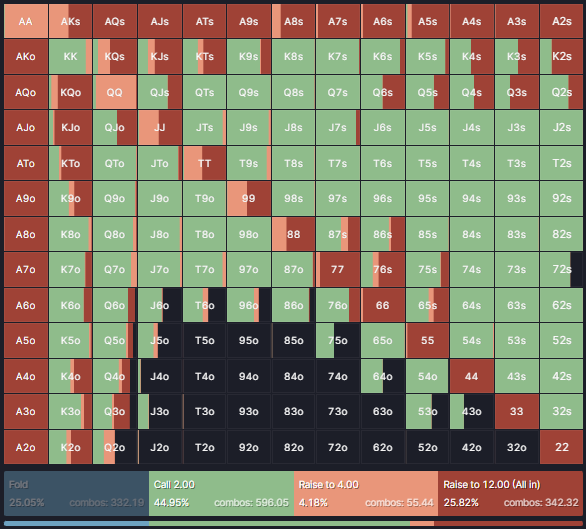 AA AKs AQs AJs ATs A9s A8s A7s A6s A5s A4s A3s A2s
AKo KK KQs KJs KTs K9s K8s K7s K6s K5s K4s K3s K2s
AQo KQo QQ QJs QTs Q9s Q8s Q7s Q6s Q5s Q4s Q3s Q2s
AJo KJo QJo JJ JTs J9s J8s J7s J6s J5s J4s J3s J2s
ATo KTo QTo JTo TT T9s T8s T7s T6s T5s T4s T3s T2s
A9o K9o Q9o J9o T9o 99 98s 97s 96s 95s 94s 93s 92s
A8o K8o Q8o J8o T8o 98o 88 87s 86s 85s 84s 83s 82s
A7o K7o Q7o J7o T7o 97o 87o 77 76s 75s 74s 73s 72s
A6o K6o Q6o J6o T6o 96o 86o 76o 66 65s 64s 63s 62s
A5o K5o Q5o J5o T5o 95o 85o 75o 65o 55 54s 53s 52s
A4o K4o Q4o J4o T4o 94o 84o 74o 64o 54o 44 43s 42s
A3o K3o Q3o J3o T3o 93o 83o 73o 63o 53o 43o 33 32s
A2o K2o Q2o J2o T2o 92o 82o 72o 62o 52o 42o 32o 22
Fold Call 2.00 Raise to 4.00 Raise to 12.00 (All in)
25.05% combos: 332.19 44.95% combos: 596.05 4.18% combos: 55.44 25.82% combos: 342.32